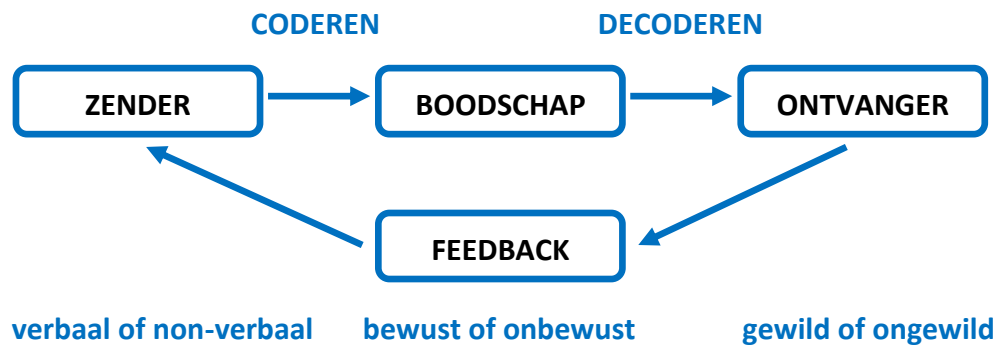 CODEREN DECODEREN
ZENDER BOODSCHAP ONTVANGER
FEEDBACK
verbaal of non-verbaal bewust of onbewust gewild of ongewild